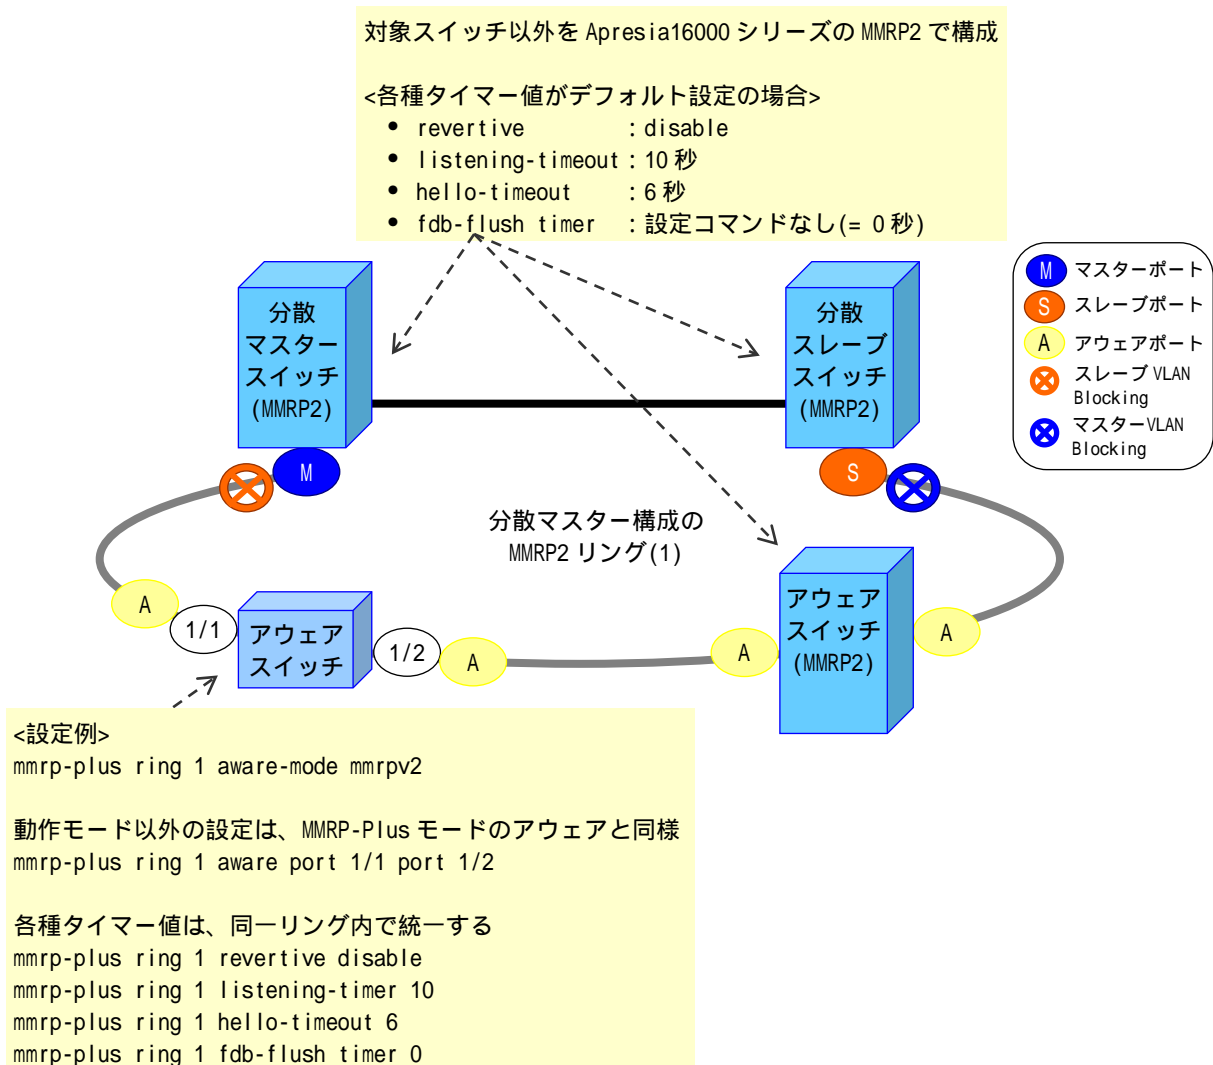 対象スイッチ以外を Apresia16000 シリーズの MMRP2 で構成
<各種タイマー値がデフォルト設定の場合>
• revertive : disable
• listening-timeout : 10 秒
• hello-timeout : 6 秒
• fdb-flush timer : 設定コマンドなし(= 0 秒)
分散
マスター
スイッチ
(MMRP2)
分散
スレーブ
スイッチ
(MMRP2)
M マスターポート
S スレーブポート
A アウェアポート
スレーブ VLAN
Blocking
マスターVLAN
Blocking
M
S
分散マスター構成の
MMRP2 リング(1)
A
1/1
アウェア
スイッチ
1/2
A
A
アウェア
スイッチ
(MMRP2)
A
<設定例>
mmrp-plus ring 1 aware-mode mmrpv2
動作モード以外の設定は、MMRP-Plus モードのアウェアと同様
mmrp-plus ring 1 aware port 1/1 port 1/2
各種タイマー値は、同一リング内で統一する
mmrp-plus ring 1 revertive disable
mmrp-plus ring 1 listening-timer 10
mmrp-plus ring 1 hello-timeout 6
mmrp-plus ring 1 fdb-flush timer 0